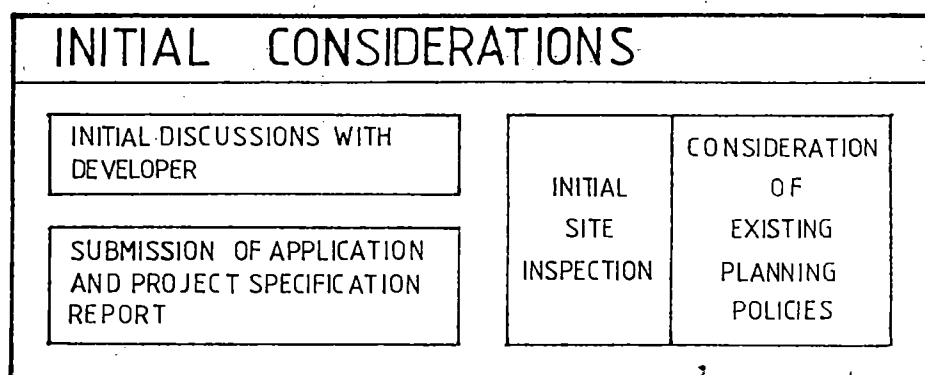 INITIAL CONSIDERATIONS
INITIAL DISCUSSIONS WITH
DEVELOPER
SUBMISSION OF APPLICATION
AND PROJECT SPECIFICATION
REPORT
INITIAL
SITE
INSPECTION
CONSIDERATION
OF
EXISTING
PLANNING
POLICIES